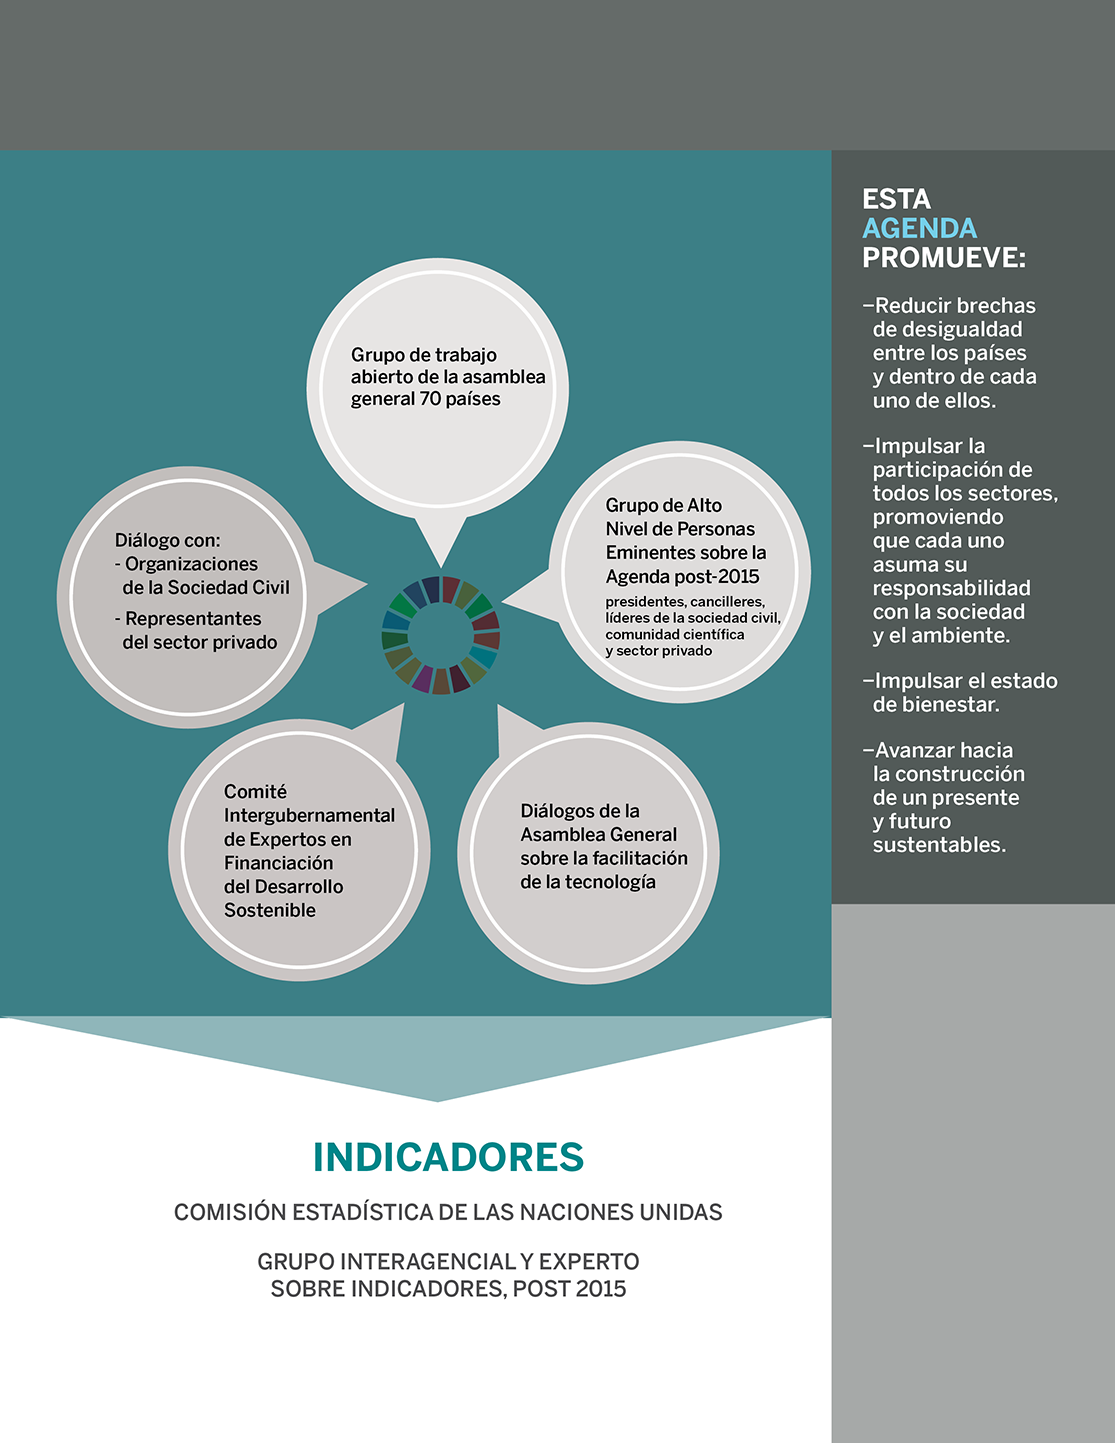 Grupo de trabajo
abierto de la asamblea
general 70 países
Grupo de Alto
Nivel de Personas
Eminentes sobre la
Agenda post-2015
presidentes, cancilleres,
líderes de la sociedad civil,
comunidad científica
y sector privado
Diálogo con:
- Organizaciones
de la Sociedad Civil
- Representantes
del sector privado
Comité
Intergubernamental
de Expertos en
Financiación
del Desarrollo
Sostenible
Diálogos de la
Asamblea General
sobre la facilitación
de la tecnología
INDICADORES
COMISIÓN ESTADÍSTICA DE LAS NACIONES UNIDAS
GRUPO INTERAGENCIAL Y EXPERTO
SOBRE INDICADORES, POST 2015
ESTA
AGENDA
PROMUEVE:
–Reducir brechas
de desigualdad
entre los países
y dentro de cada
uno de ellos.
–Impulsar la
participación de
todos los sectores,
promoviendo
que cada uno
asuma su
responsabilidad
con la sociedad
y el ambiente.
–Impulsar el estado
de bienestar.
–Avanzar hacia
la construcción
de un presente
y futuro
sustentables.